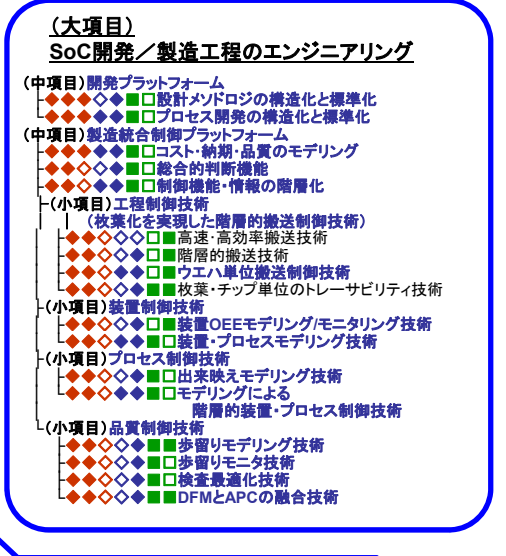 （大項目）
SoC開発／製造工程のエンジニアリング
（中項目）開発プラットフォーム
├◆◆◆◇◆■□設計メソドロジの構造化と標準化
└◆◆◆◆◆■□プロセス開発の構造化と標準化
（中項目）製造統合制御プラットフォーム
├◆◆◆◆◆■□コスト・納期・品質のモデリング
├◆◆◇◇◆■□総合的判断機能
├◆◆◇◆◆■□制御機能・情報の階層化
├（小項目）工程制御技術
│ │ （枚葉化を実現した階層的搬送制御技術）
│ ├◆◆◇◇◇□■高速・高効率搬送技術
│ ├◆◆◇◆◆□■階層的搬送技術
│ ├◆◆◇◆◆□■ウエハ単位搬送制御技術
│ └◆◆◇◇◆■■枚葉・チップ単位のトレーサビリティ技術
├（小項目）装置制御技術
│ ├◆◆◇◆◆□■装置OEEモデリング/モニタリング技術
│ └◆◆◇◇◆■■装置・プロセスモデリング技術
├（小項目）プロセス制御技術
│ ├◆◆◇◇◆■□出来映えモデリング技術
│ └◆◆◇◆◆■□モデリングによる
│ 階層的装置・プロセス制御技術
└（小項目）品質制御技術
├◆◆◇◇◆■■歩留りモデリング技術
├◆◆◇◇◆■□歩留りモニタ技術
├◆◆◇◇◆■□検査最適化技術
└◆◆◇◇◆■■DFMとAPCの融合技術